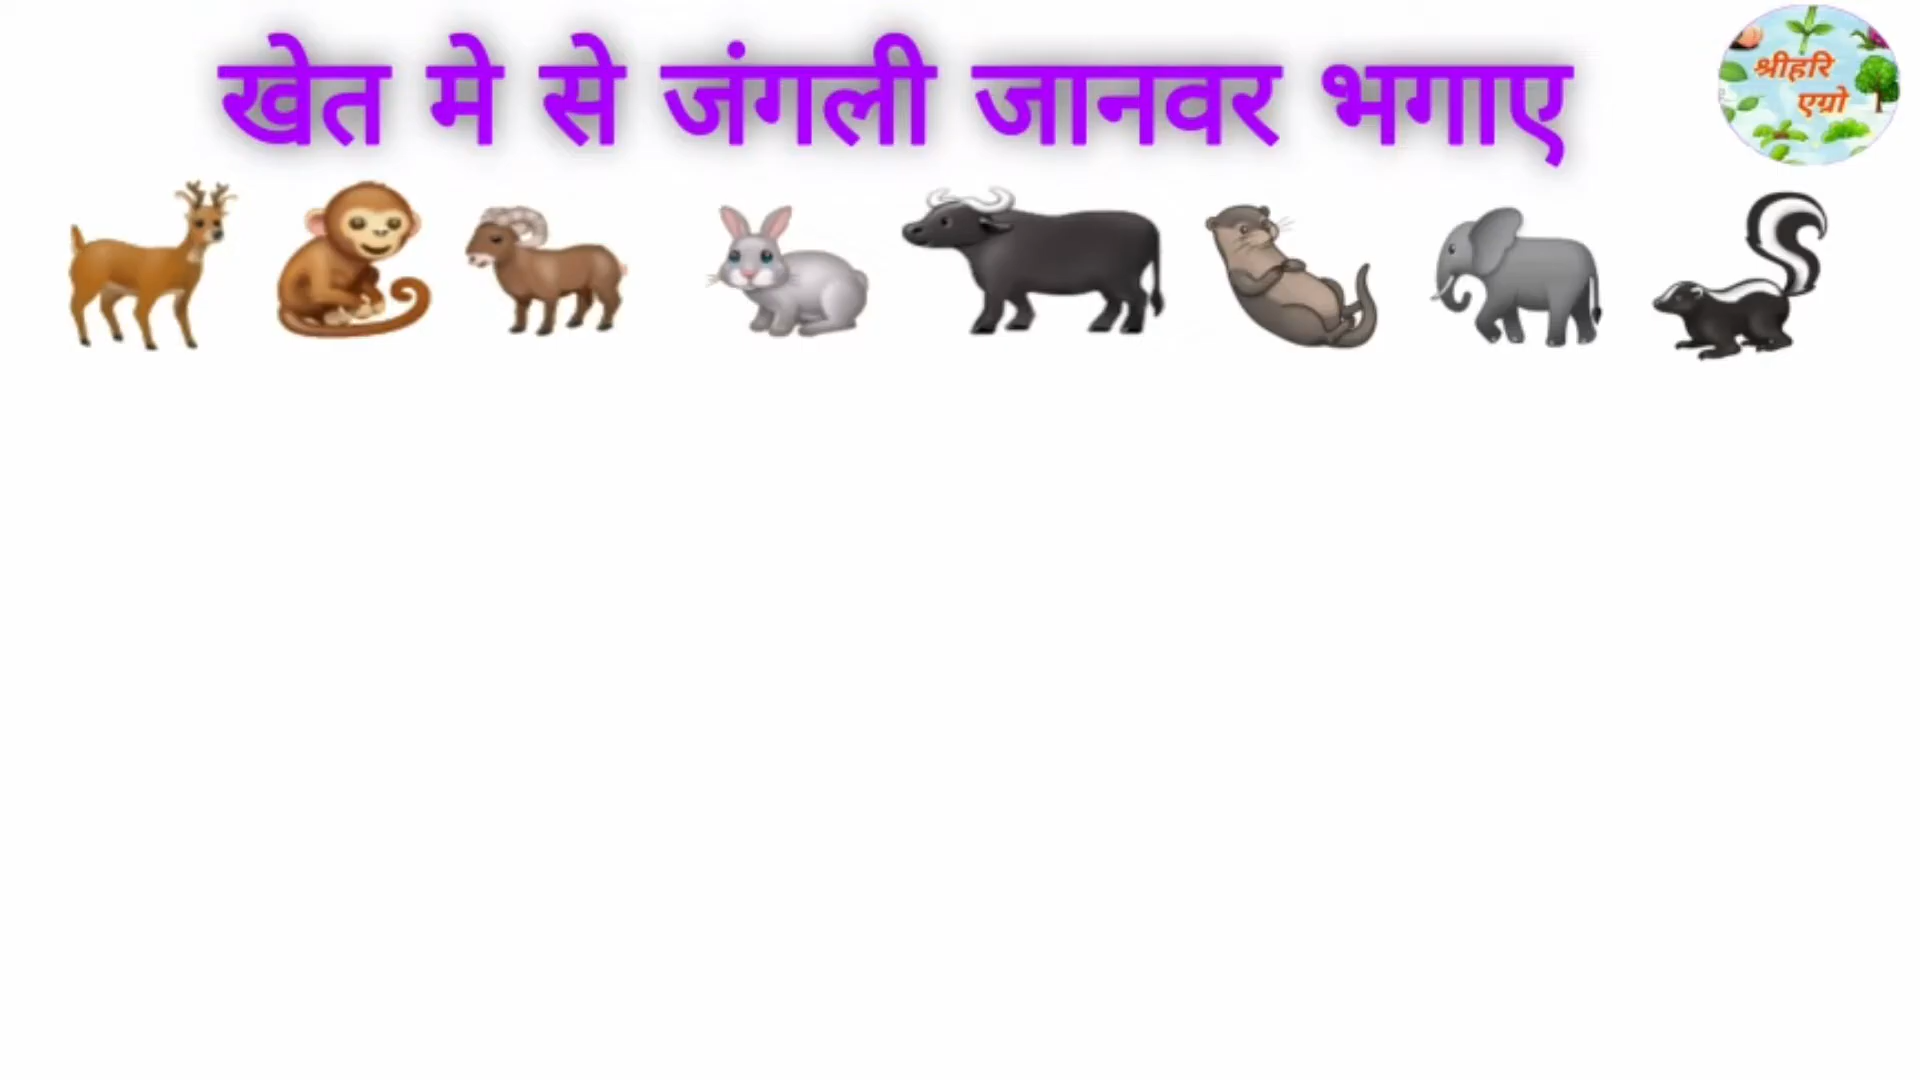 खेत मे से जंगली जानवर भगाए
श्रीहरि
एग्रो